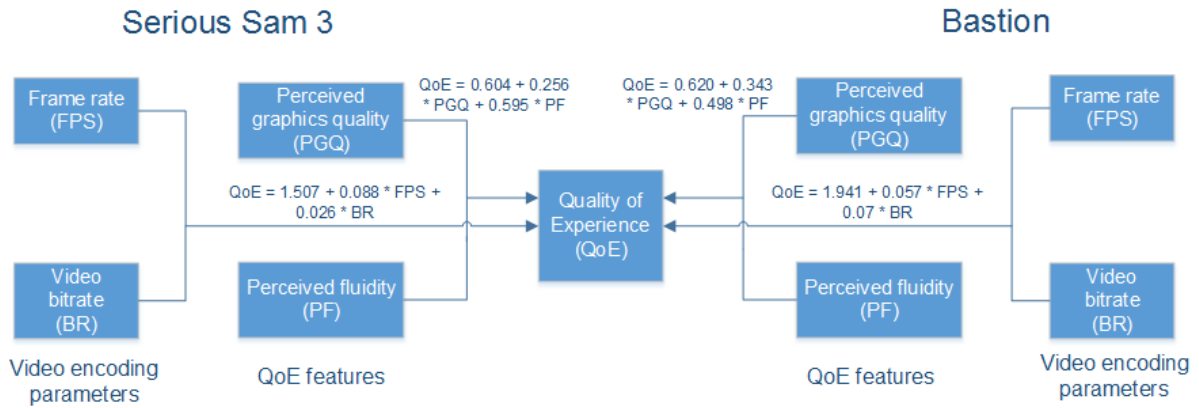 Serious Sam 3
Bastion
Frame rate
(FPS)
Perceived
graphics quality
(PGQ)
QoE = 0.604 + 0.256
* PGQ + 0.595 * PF
QoE = 1.507 + 0.088 * FPS +
0.026 * BR
Video
bitrate
(BR)
Perceived fluidity
(PF)
Video encoding
parameters
QoE features
Quality of
Experience
(QoE)
QoE = 0.620 + 0.343
* PGQ + 0.498 * PF
Perceived
graphics quality
(PGQ)
Frame rate
(FPS)
QoE = 1.941 + 0.057 * FPS +
0.07 * BR
Perceived fluidity
(PF)
Video
bitrate
(BR)
QoE features
Video encoding
parameters